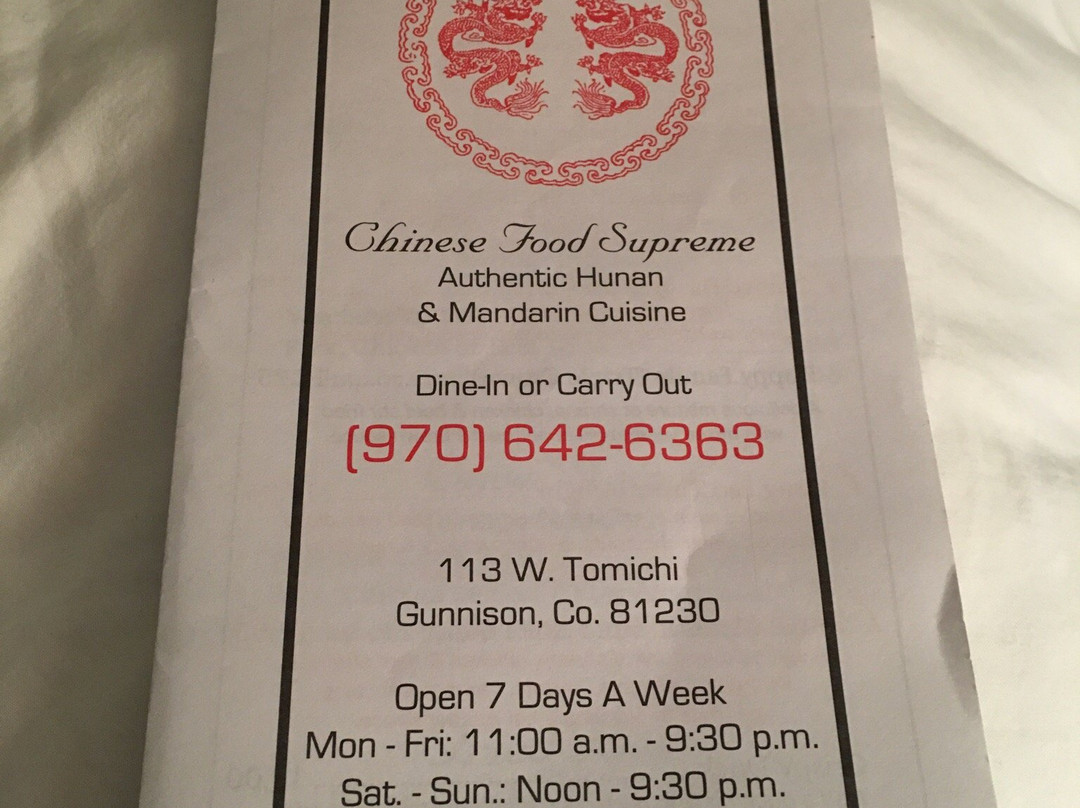 Chinese Food Supreme
Authentic Hunan
& Mandarin Cuisine
Dine-In or Carry Out
(970) 642-6363
113 W. Tomichi
Gunnison, Co. 81230
Open 7 Days A Week
Mon - Fri: 11:00 a.m. - 9:30 p.m.
Sat. - Sun.: Noon - 9:30 p.m.